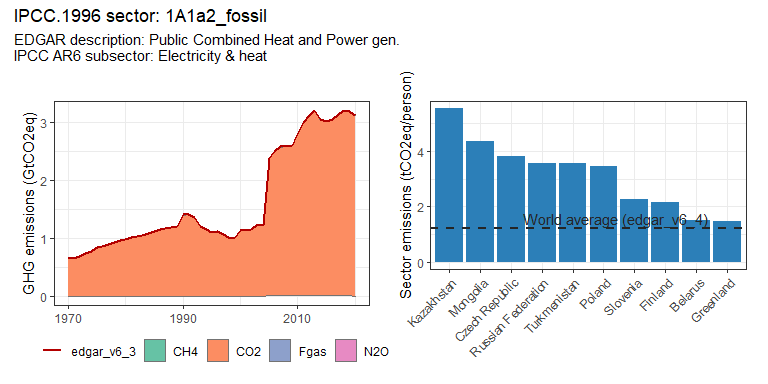 IPCC.1996 sector: 1A1a2_fossil
EDGAR description: Public Combined Heat and Power gen.
IPCC AR6 subsector: Electricity & heat
GHG emissions (GtCO2eq)
3
2
1
0
1970
1990
2010
edgar_v6_3
CH4
CO2
Fgas
N2O
Sector emissions (tCO2eq/person)
4
2
0
World average (edgar_v6_4)
Kazakhstan
Mongolia
Czech Republic
Russian Federation
Turkmenistan
Poland
Slovenia
Finland
Belarus
Greenland